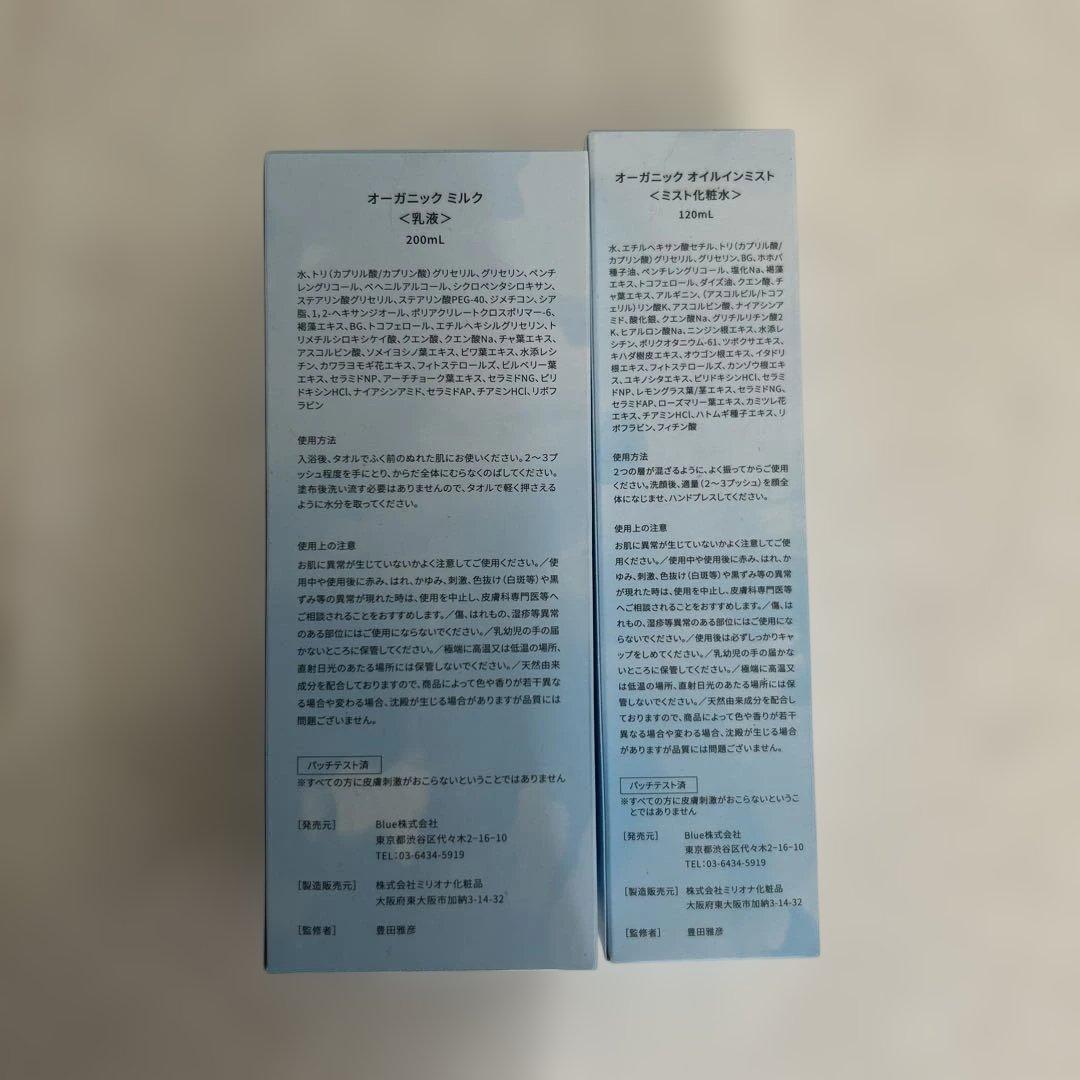 オーガニック ミルク
＜乳液＞
200mL
水、トリ（カプリル酸/カプリン酸）グリセリル、グリセリン、ペンチ
レングリコール、ベヘニルアルコール、シクロペンタシロキサン、
ステアリン酸グリセリル、ステアリン酸PEG-40、ジメチコン、シア
脂、1,2-ヘキサンジオール、ポリアクリレートクロスポリマー-6、
褐藻エキス、BG、トコフェロール、エチルヘキシルグリセリン、ト
リメチルシロキシケイ酸、クエン酸、クエン酸Na、チャ葉エキス、
アスコルビン酸、ソメイヨシノ葉エキス、ビワ葉エキス、水添レシ
チン、カワラヨモギ花エキス、フィトステロールズ、ビルベリー葉
エキス、セラミドNP、アーチチョーク葉エキス、セラミドNG、ピリ
ドキシンHCl、ナイアシンアミド、セラミドAP、チアミンHCl、リボフ
ラビン
使用方法
入浴後、タオルでふく前のぬれた肌にお使いください。2〜3プ
ッシュ程度を手にとり、からだ全体にむらなくのばしてください。
塗布後洗い流す必要はありませんので、タオルで軽く押さえる
ように水分を取ってください。
使用上の注意
お肌に異常が生じていないかよく注意してご使用ください。／使
用中や使用後に赤み、はれ、かゆみ、刺激、色抜け（白斑等）や黒
ずみ等の異常が現れた時は、使用を中止し、皮膚科専門医等へ
ご相談されることをおすすめします。／傷、はれもの、湿疹等異常
のある部位にはご使用にならないでください。／乳幼児の手の届
かないところに保管してください。／極端に高温又は低温の場所、
直射日光のあたる場所には保管しないでください。／天然由来
成分を配合しておりますので、商品によって色や香りが若干異な
る場合や変わる場合、沈殿が生じる場合がありますが品質には
問題ございません。
パッチテスト済
※すべての方に皮膚刺激がおこらないということではありません
［発売元］ Blue株式会社
東京都渋谷区代々木2-16-10
TEL:03-6434-5919
［製造販売元］ 株式会社ミリオナ化粧品
大阪府東大阪市加納3-14-32
［監修者］ 豊田雅彦
オーガニック オイルインミスト
＜ミスト化粧水＞
120mL
水、エチルヘキサン酸セチル、トリ（カプリル酸/
カプリン酸）グリセリル、グリセリン、BG、ホホバ
種子油、ペンチレングリコール、塩化Na、褐藻
エキス、トコフェロール、ダイズ油、クエン酸、チ
ャ葉エキス、アルギニン、（アスコルビル/トコフ
ェリル）リン酸K、アスコルビン酸、ナイアシンア
ミド、酸化銀、クエン酸Na、グリチルリチン酸2
K、ヒアルロン酸Na、ニンジン根エキス、水添レ
シチン、ポリクオタニウム-61、ツボクサエキス、
キハダ樹皮エキス、オウゴン根エキス、イタドリ
根エキス、フィトステロールズ、カンゾウ根エキ
ス、ユキノシタエキス、ピリドキシンHCl、セラミ
ドNP、レモングラス葉/茎エキス、セラミドNG、
セラミドAP、ローズマリー葉エキス、カミツレ花
エキス、チアミンHCl、ハトムギ種子エキス、リ
ボフラビン、フィチン酸
使用方法
2つの層が混ざるように、よく振ってからご使用
ください。洗顔後、適量（2〜3プッシュ）を顔全
体になじませ、ハンドプレスしてください。
使用上の注意
お肌に異常が生じていないかよく注意してご使
用ください。／使用中や使用後に赤み、はれ、か
ゆみ、刺激、色抜け（白斑等）や黒ずみ等の異常
が現れた時は、使用を中止し、皮膚科専門医等
へご相談されることをおすすめします。／傷、は
れもの、湿疹等異常のある部位にはご使用にな
らないでください。／使用後は必ずしっかりキャ
ップをしめてください。／乳幼児の手の届かな
いところに保管してください。／極端に高温又
は低温の場所、直射日光のあたる場所には保
管しないでください。／天然由来成分を配合し
ておりますので、商品によって色や香りが若干
異なる場合や変わる場合、沈殿が生じる場合
がありますが品質には問題ございません。
パッチテスト済
※すべての方に皮膚刺激がおこらないというこ
とではありません
［発売元］ Blue株式会社
東京都渋谷区代々木2-16-10
TEL:03-6434-5919
［製造販売元］ 株式会社ミリオナ化粧品
大阪府東大阪市加納3-14-32
［監修者］ 豊田雅彦